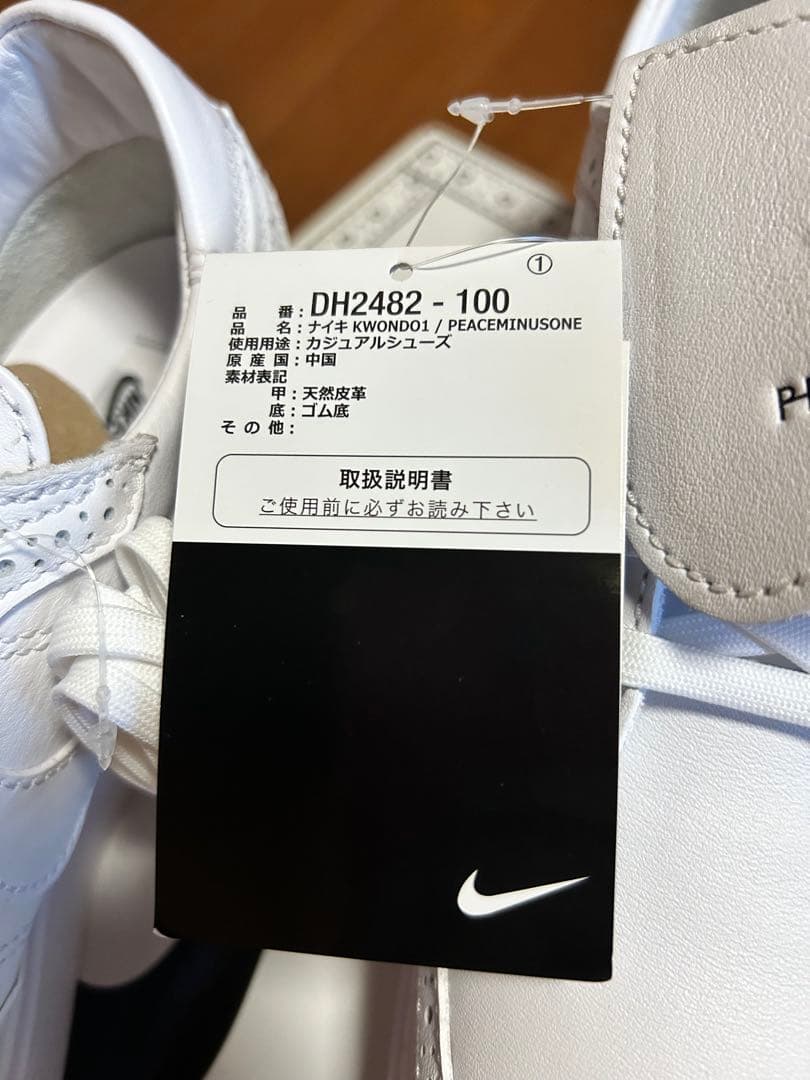 ①
品 番：DH2482 - 100
品 名：ナイキ KWONDO1 / PEACEMINUSONE
使用用途：カジュアルシューズ
原 産 国：中国
素材表記
甲：天然皮革
底：ゴム底
そ の 他：
取扱説明書
ご使用前に必ずお読み下さい